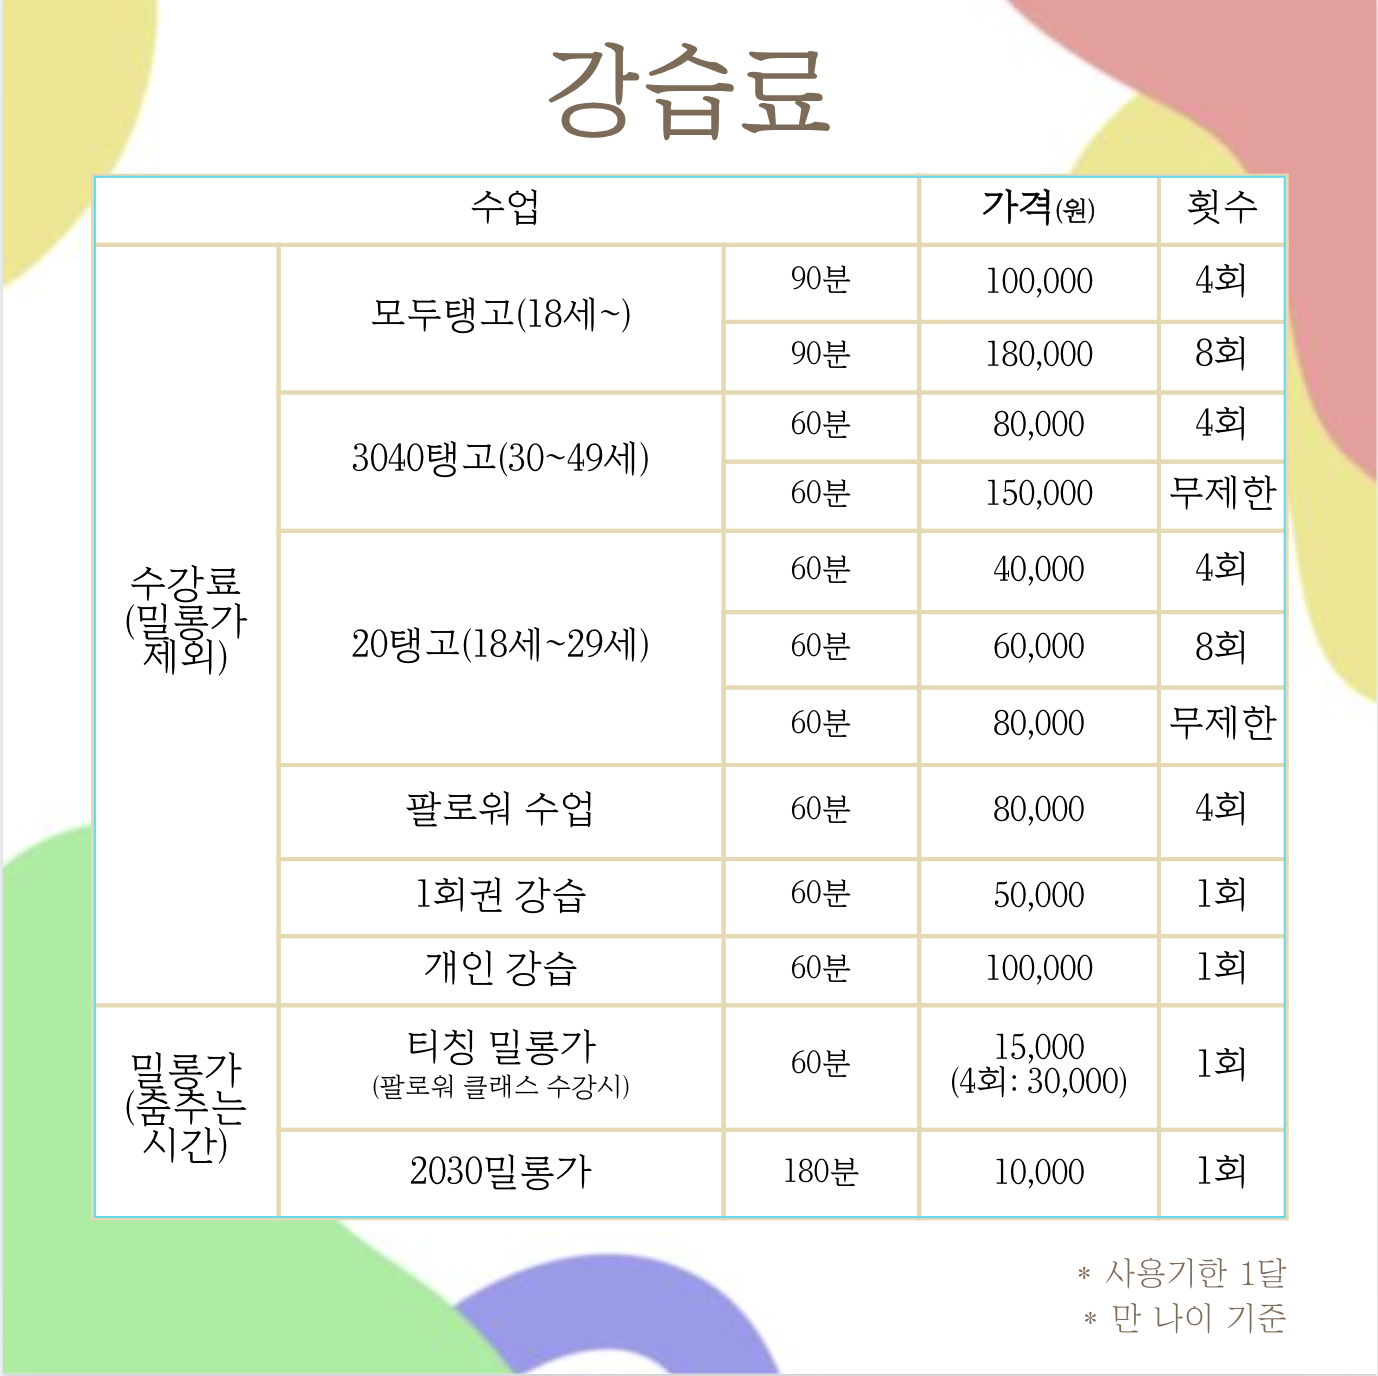 강습료
수업 가격(원) 횟수
수강료
(밀롱가
제외)
모두탱고(18세~)
90분 100,000 4회
90분 180,000 8회
3040탱고(30~49세)
60분 80,000 4회
60분 150,000 무제한
20탱고(18세~29세)
60분 40,000 4회
60분 60,000 8회
60분 80,000 무제한
팔로워 수업 60분 80,000 4회
1회권 강습 60분 50,000 1회
개인 강습 60분 100,000 1회
밀롱가
(춤추는
시간)
티칭 밀롱가
(팔로워 클래스 수강시)
60분
15,000
(4회: 30,000)
1회
2030밀롱가 180분 10,000 1회
* 사용기한 1달
* 만 나이 기준